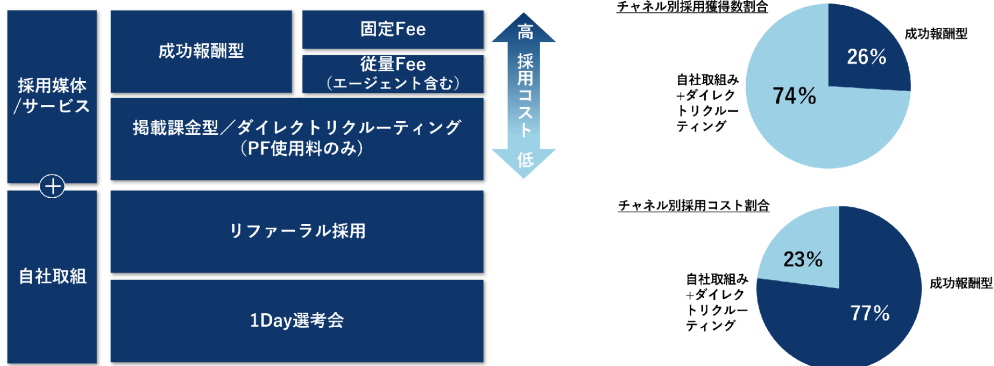 採用媒体
/サービス
成功報酬型
固定Fee
従量Fee
（エージェント含む）
掲載課金型／ダイレクトリクルーティング
（PF使用料のみ）
+
自社取組
リファーラル採用
1Day選考会
高
採用コスト
低
チャネル別採用獲得数割合
成功報酬型
26%
自社取組み
+ダイレク
トリクルー
ティング
74%
チャネル別採用コスト割合
23%
自社取組み
+ダイレク
トリクルー
ティング
成功報酬型
77%